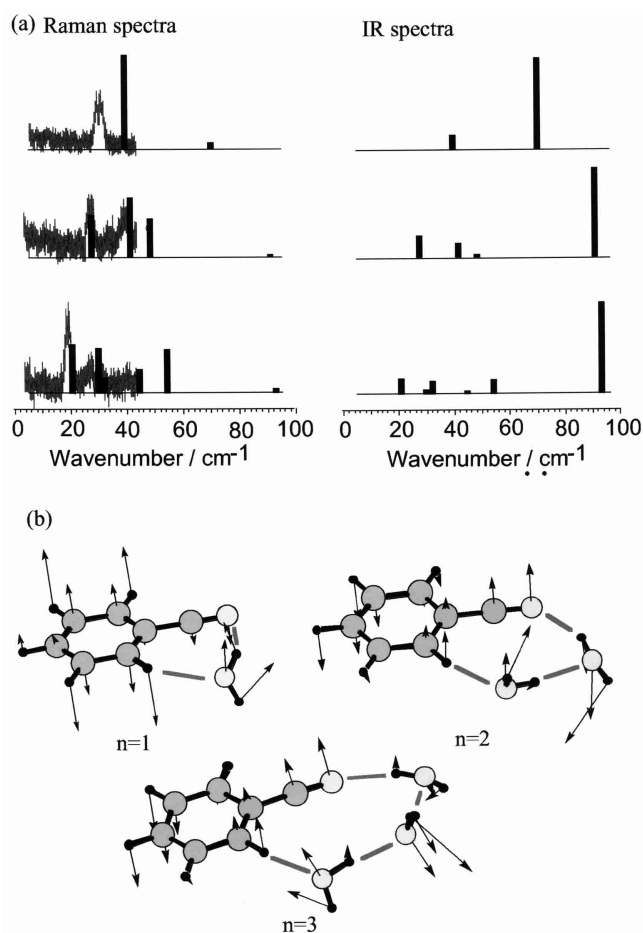 (a) Raman spectra IR spectra
0 20 40 60 80 100 0 20 40 60 80 100
Wavenumber / cm-1 Wavenumber / cm-1
(b)
n=1
n=2
n=3